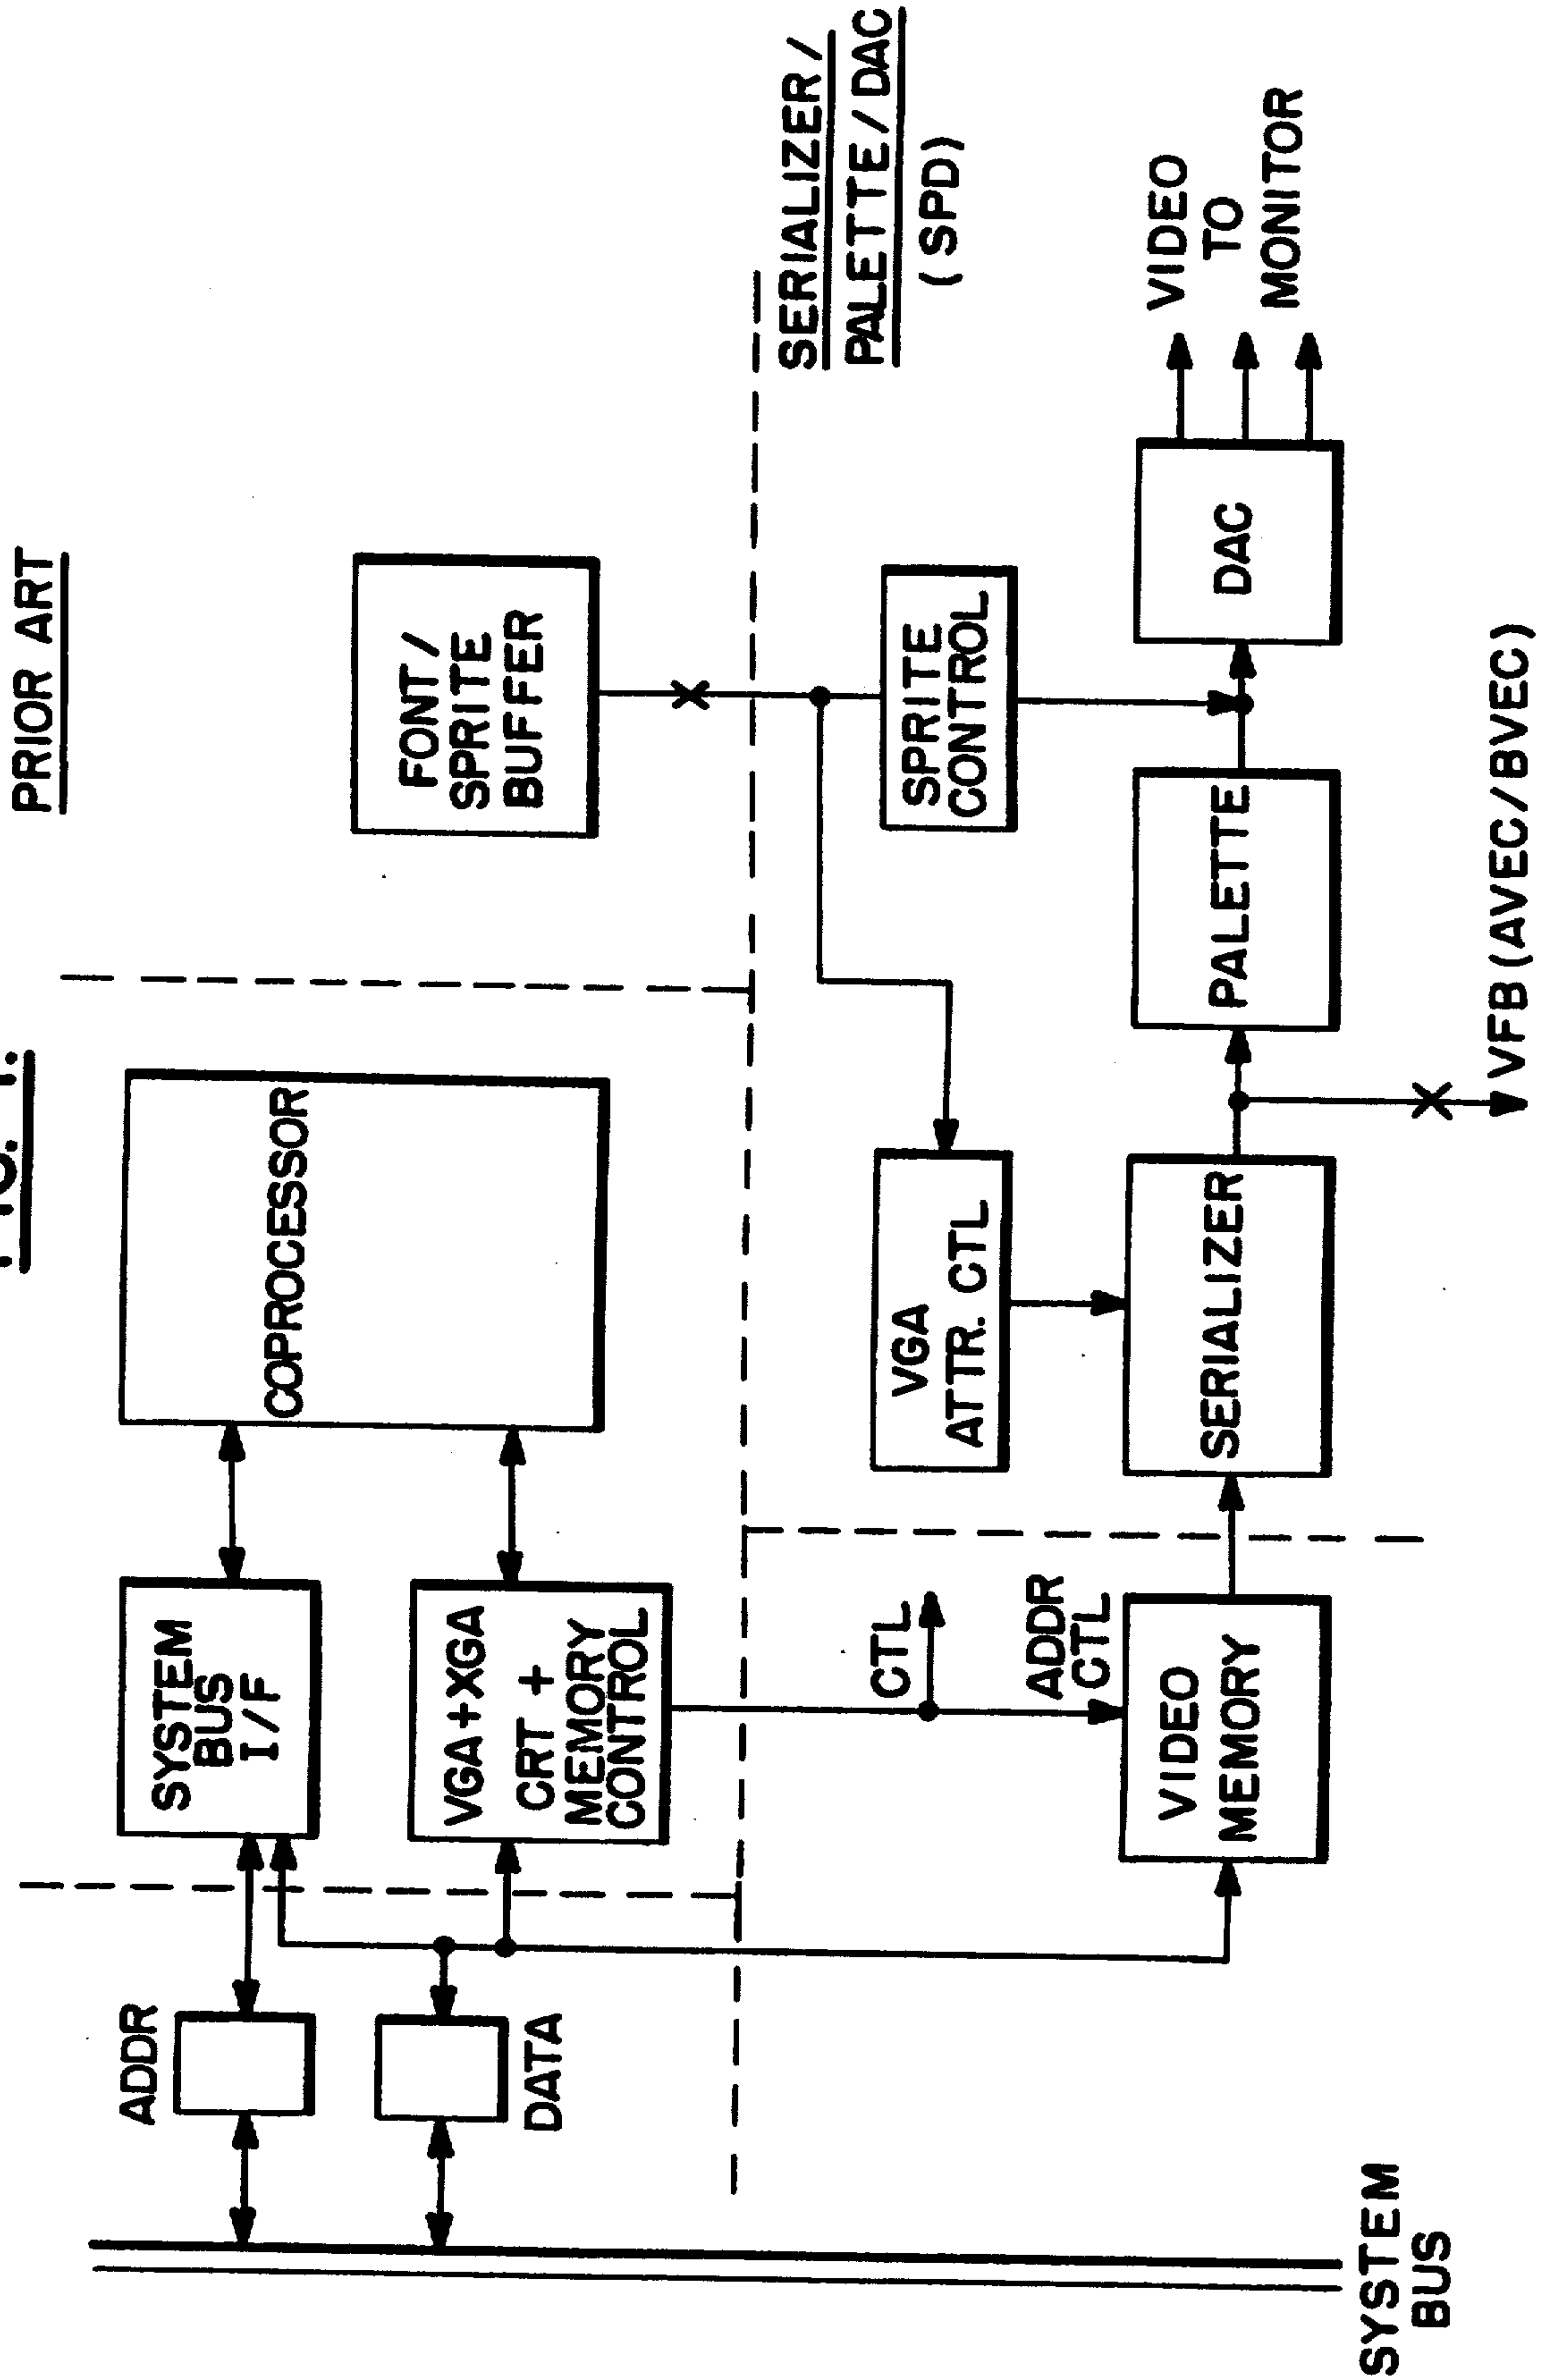 PRIOR ART
ADDR
SYSTEM
BUS
I/F
COPROCESSOR
DATA
VGA+XGA
CRT +
MEMORY
CONTROL
FONT/
SPRITE
BUFFER
SERIALIZER/
PALETTE/DAC
(SPD)
CTL
ADDR
CTL
VGA
ATTR. CTL
SPRITE
CONTROL
VIDEO
MEMORY
SERIALIZER
PALETTE
DAC
VIDEO
TO
MONITOR
SYSTEM
BUS
VFB(AVEC/BVEC)